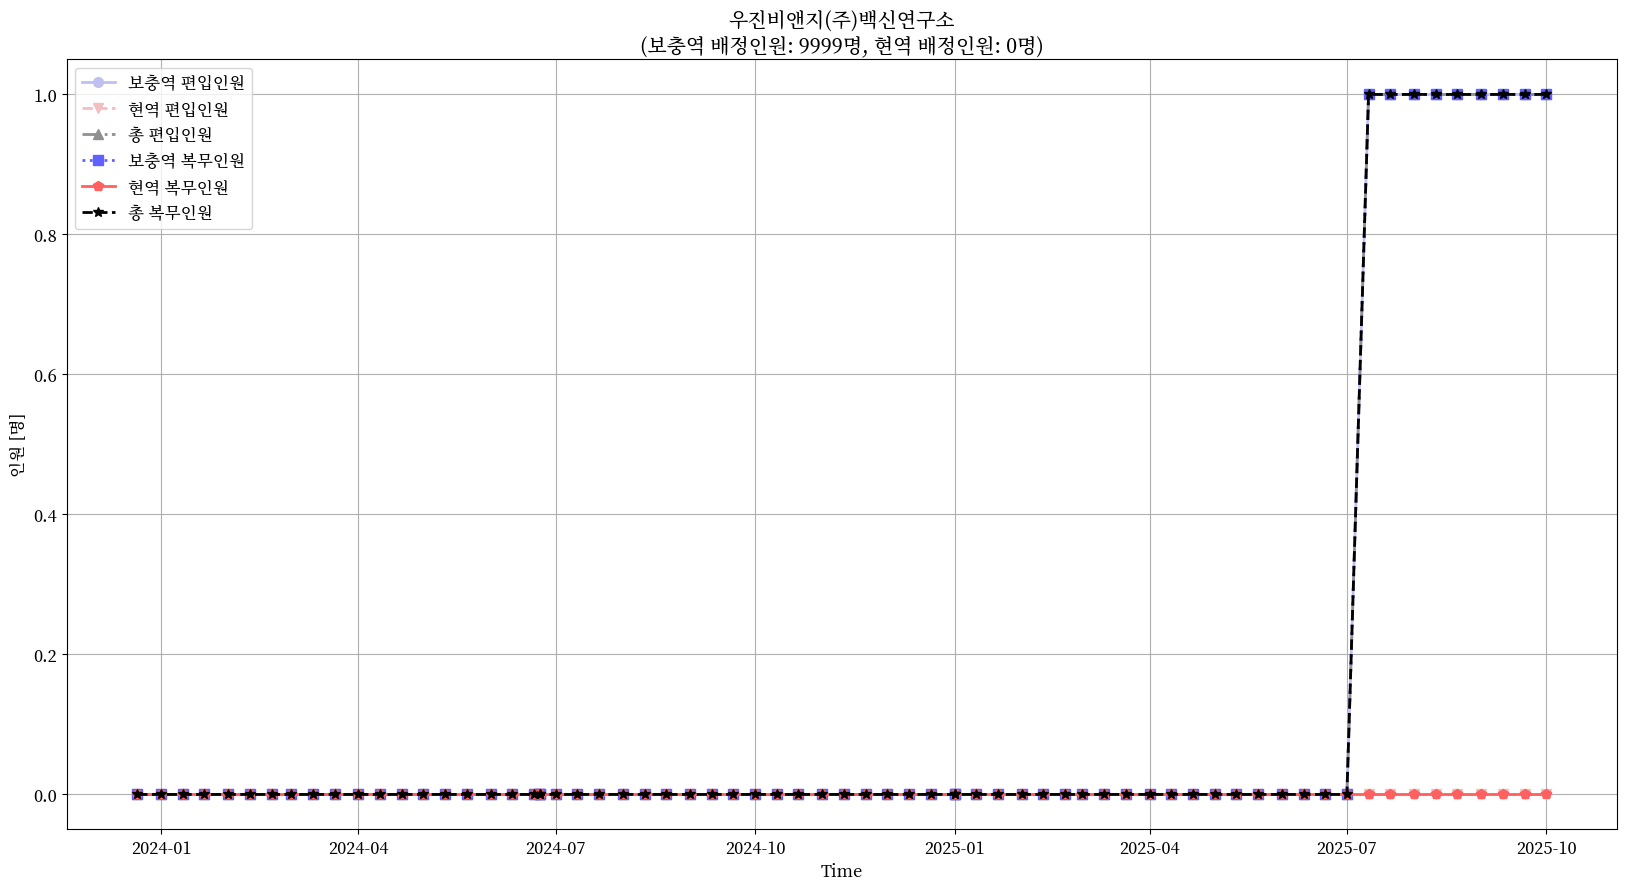 우진비앤지(주)백신연구소
(보충역 배정인원: 9999명, 현역 배정인원: 0명)
보충역 편입인원
현역 편입인원
총 편입인원
보충역 복무인원
현역 복무인원
총 복무인원
1.0
0.8
0.6
0.4
0.2
0.0
인원 [명]
2024-01
2024-04
2024-07
2024-10
2025-01
2025-04
2025-07
2025-10
Time